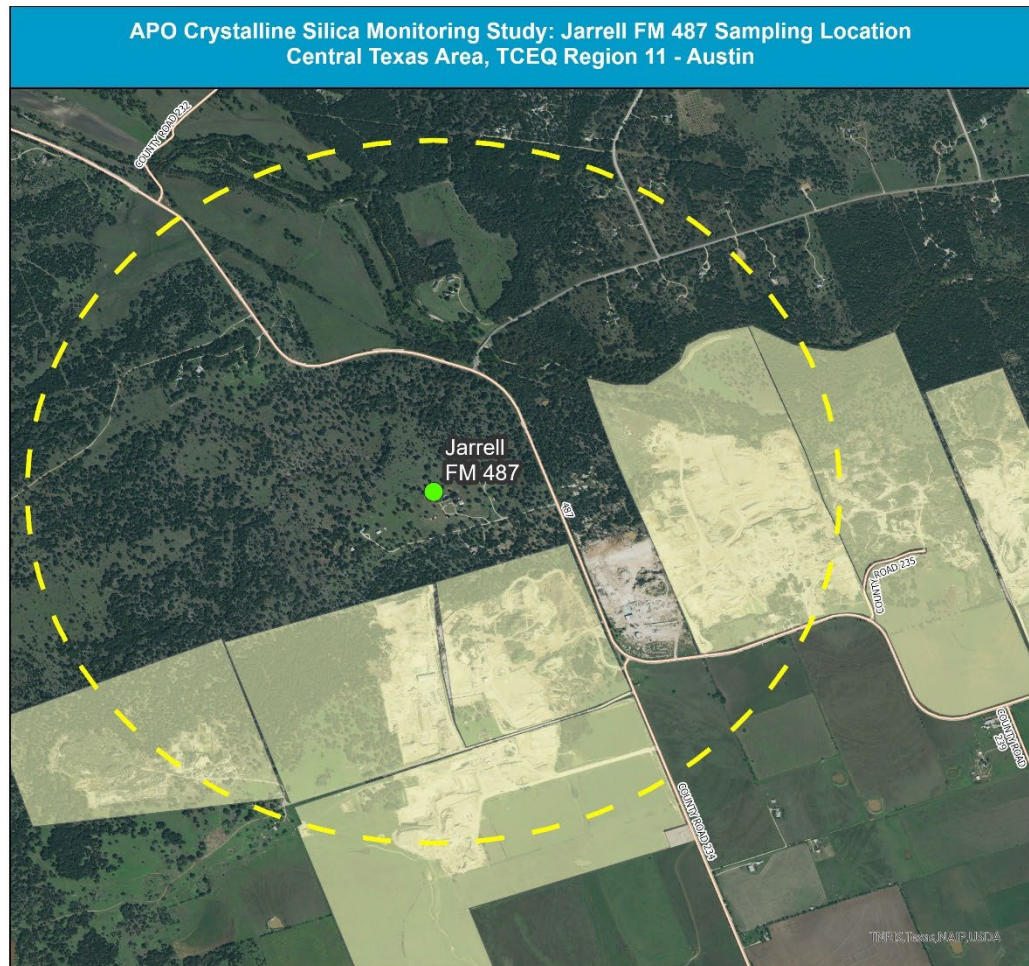 APO Crystalline Silica Monitoring Study: Jarrell FM 487 Sampling Location
Central Texas Area, TCEQ Region 11 - Austin
COUNTY ROAD 232
Jarrell
FM 487
487
COUNTY
ROAD 235
COUNTY ROAD
239
COUNTY ROAD 234
TNRIS,Texas,NAIP,USDA